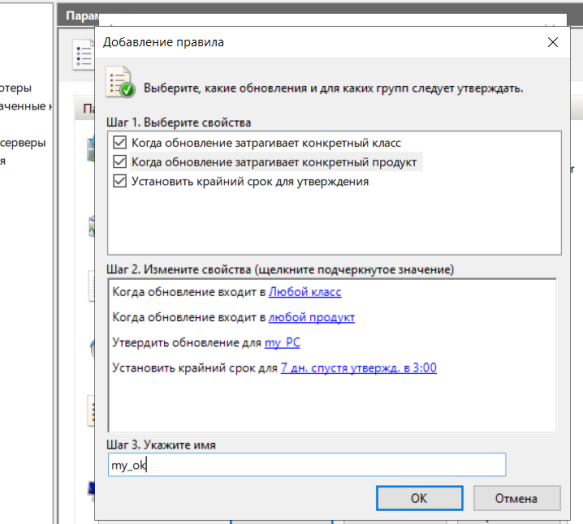 Парам
Добавление правила
отеры
аченные к
серверы
я
Па
Выберите, какие обновления и для каких групп следует утверждать.
Шаг 1. Выберите свойства
Когда обновление затрагивает конкретный класс
Когда обновление затрагивает конкретный продукт
Установить крайний срок для утверждения
Шаг 2. Измените свойства (щелкните подчеркнутое значение)
Когда обновление входит в Любой класс
Когда обновление входит в любой продукт
Утвердить обновление для my_PC
Установить крайний срок для 7 дн. спустя утвержд. в 3:00
Шаг 3. Укажите имя
my_ok
OK Отмена